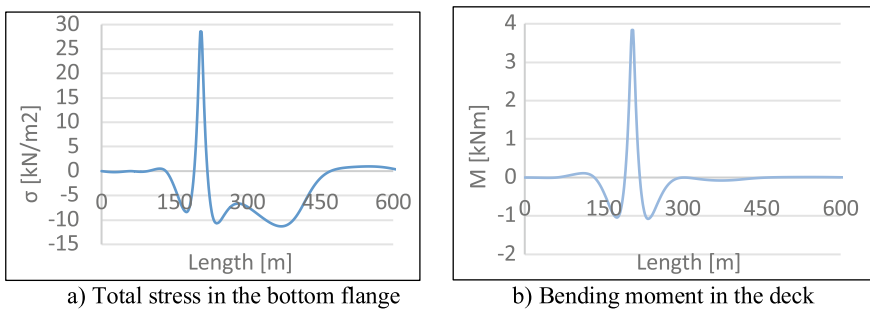 30
25
20
15
10
5
0
-5
-10
-15
σ [kN/m2]
0 150 300 450 600
Length [m]
a) Total stress in the bottom flange
4
3
2
1
0
-1
-2
M [kNm]
0 150 300 450 600
Length [m]
b) Bending moment in the deck